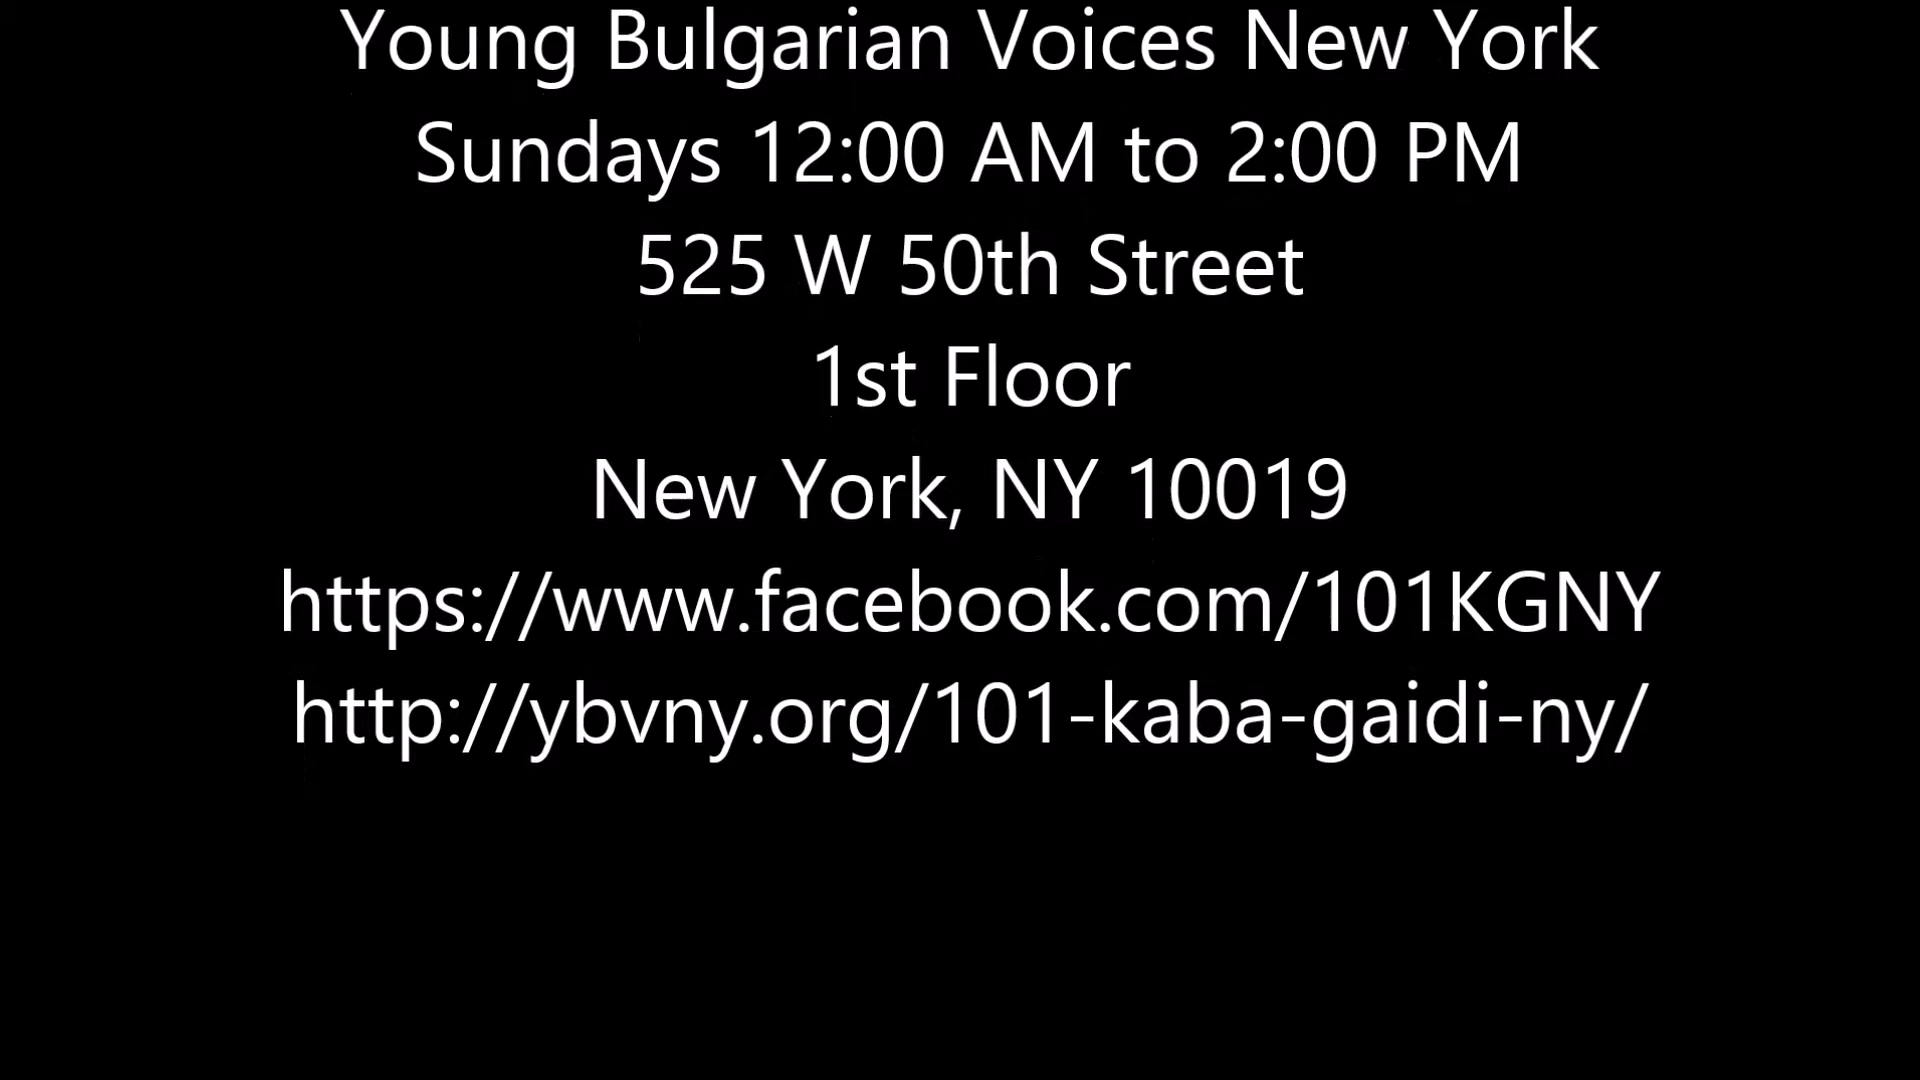 Young Bulgarian Voices New York
Sundays 12:00 AM to 2:00 PM
525 W 50th Street
1st Floor
New York, NY 10019
https://www.facebook.com/101KGNY
http://ybvny.org/101-kaba-gaidi-ny/